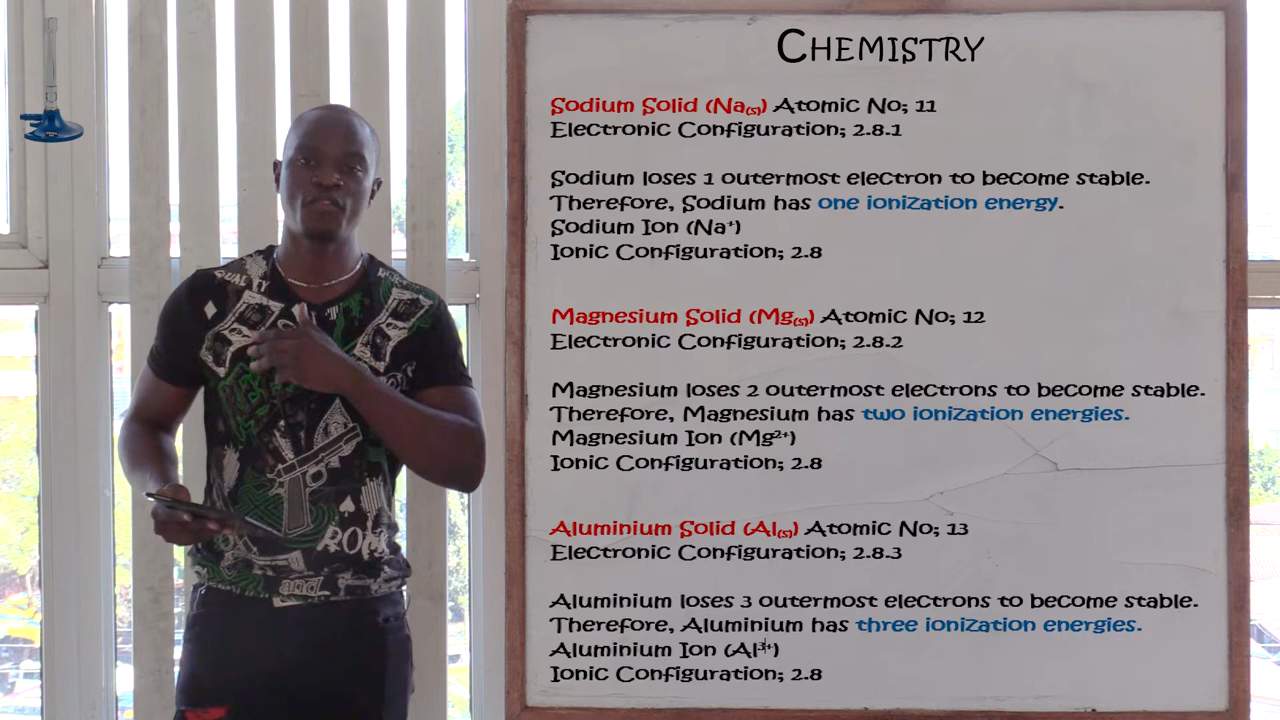 CHEMISTRY
Sodium Solid (Na(s)) Atomic No; 11
Electronic Configuration; 2.8.1
Sodium loses 1 outermost electron to become stable.
Therefore, Sodium has one ionization energy.
Sodium Ion (Na⁺)
Ionic Configuration; 2.8
Magnesium Solid (Mg(s)) Atomic No; 12
Electronic Configuration; 2.8.2
Magnesium loses 2 outermost electrons to become stable.
Therefore, Magnesium has two ionization energies.
Magnesium Ion (Mg²⁺)
Ionic Configuration; 2.8
Aluminium Solid (Al(s)) Atomic No; 13
Electronic Configuration; 2.8.3
Aluminium loses 3 outermost electrons to become stable.
Therefore, Aluminium has three ionization energies.
Aluminium Ion (Al³⁺)
Ionic Configuration; 2.8
QUALITY
ROCK
and